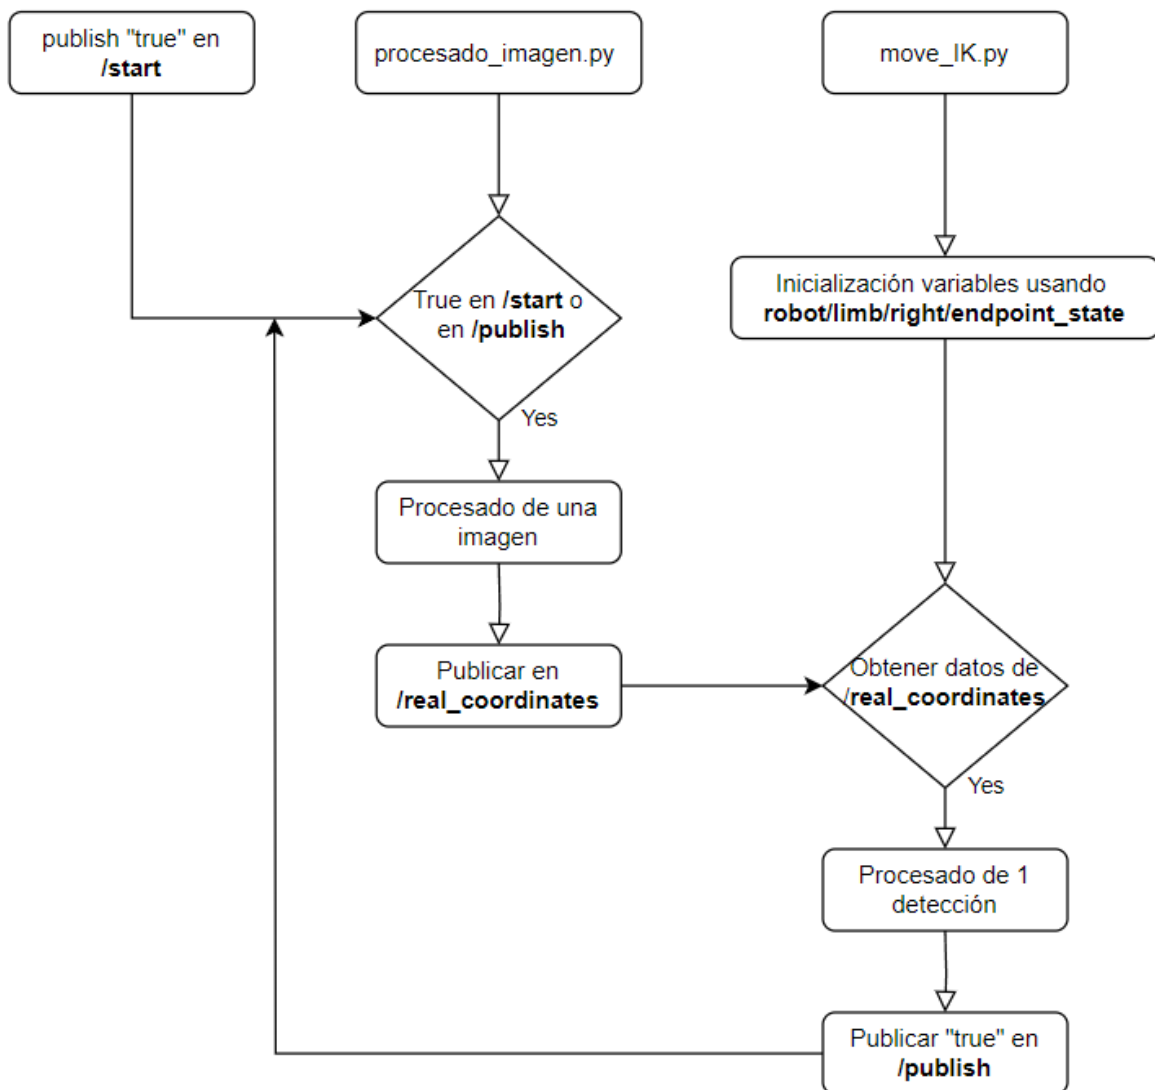 publish "true" en
/start
procesado_imagen.py
move_IK.py
True en /start o
en /publish
Yes
Inicialización variables usando
robot/limb/right/endpoint_state
Procesado de una
imagen
Publicar en
/real_coordinates
Obtener datos de
/real_coordinates
Yes
Procesado de 1
detección
Publicar "true" en
/publish